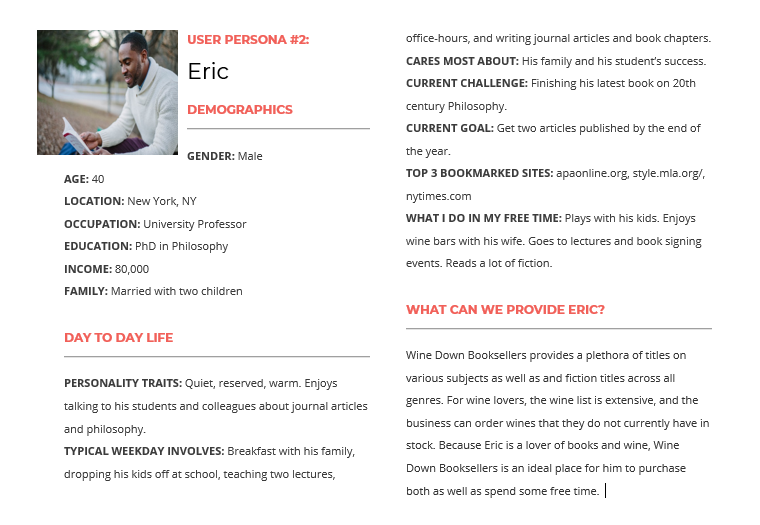 USER PERSONA #2:
Eric
DEMOGRAPHICS
GENDER: Male
AGE: 40
LOCATION: New York, NY
OCCUPATION: University Professor
EDUCATION: PhD in Philosophy
INCOME: 80,000
FAMILY: Married with two children
DAY TO DAY LIFE
PERSONALITY TRAITS: Quiet, reserved, warm. Enjoys
talking to his students and colleagues about journal articles
and philosophy.
TYPICAL WEEKDAY INVOLVES: Breakfast with his family,
dropping his kids off at school, teaching two lectures,
office-hours, and writing journal articles and book chapters.
CARES MOST ABOUT: His family and his student's success.
CURRENT CHALLENGE: Finishing his latest book on 20th
century Philosophy.
CURRENT GOAL: Get two articles published by the end of
the year.
TOP 3 BOOKMARKED SITES: apaonline.org, style.mla.org/,
nytimes.com
WHAT I DO IN MY FREE TIME: Plays with his kids. Enjoys
wine bars with his wife. Goes to lectures and book signing
events. Reads a lot of fiction.
WHAT CAN WE PROVIDE ERIC?
Wine Down Booksellers provides a plethora of titles on
various subjects as well as and fiction titles across all
genres. For wine lovers, the wine list is extensive, and the
business can order wines that they do not currently have in
stock. Because Eric is a lover of books and wine, Wine
Down Booksellers is an ideal place for him to purchase
both as well as spend some free time.